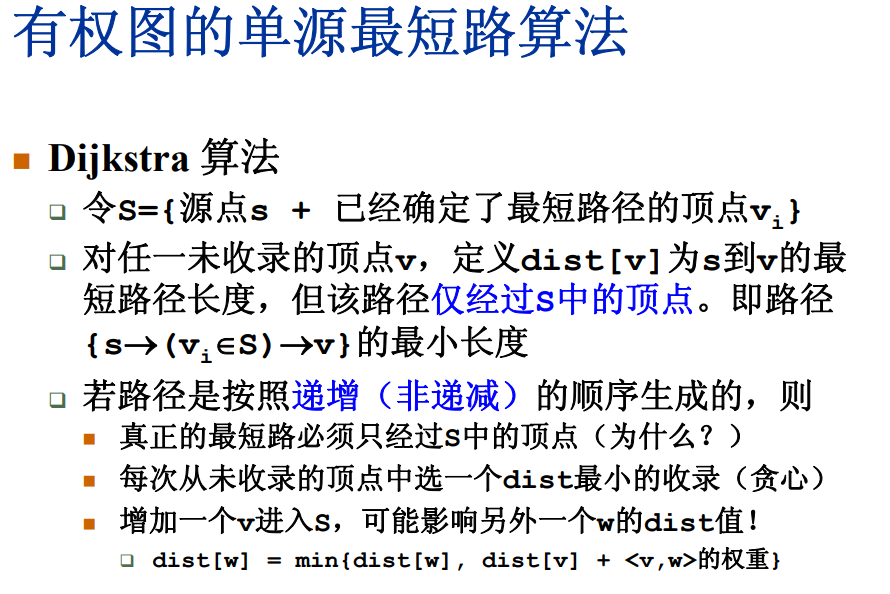 有权图的单源最短路算法
Dijkstra 算法
令S={源点s + 已经确定了最短路径的顶点vi}
对任一未收录的顶点v，定义dist[v]为s到v的最
短路径长度，但该路径仅经过S中的顶点。即路径
{s→(vi∈S)→v}的最小长度
若路径是按照递增（非递减）的顺序生成的，则
真正的最短路必须只经过S中的顶点（为什么？）
每次从未收录的顶点中选一个dist最小的收录（贪心）
增加一个v进入S，可能影响另外一个w的dist值！
dist[w] = min{dist[w], dist[v] + <v,w>的权重}